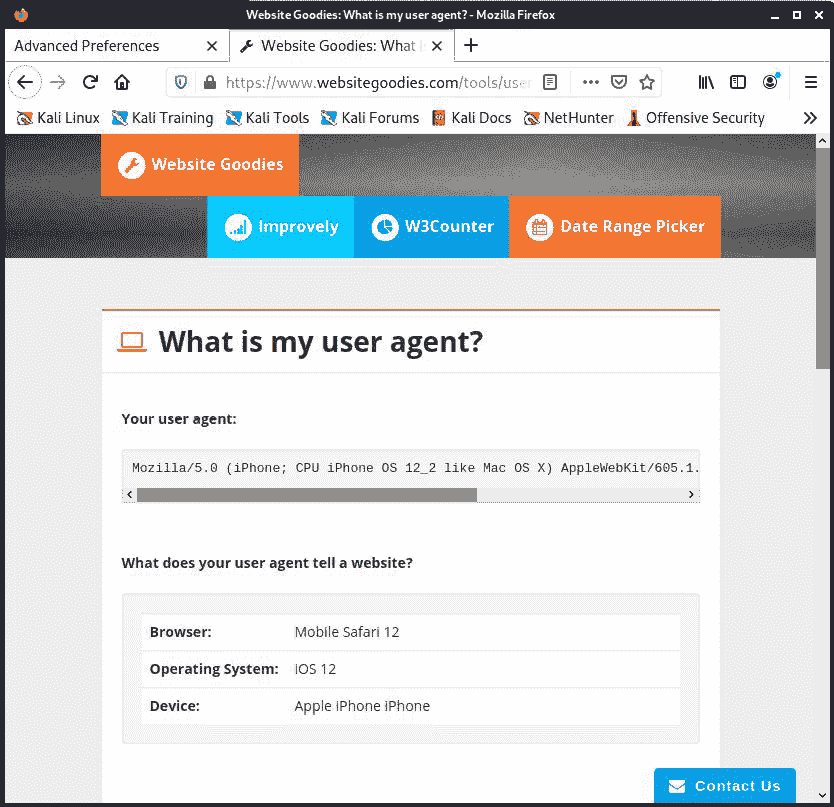 Website Goodies: What is my user agent? - Mozilla Firefox
Advanced Preferences
Website Goodies: What i
https://www.websitegoodies.com/tools/user
Kali Linux Kali Training Kali Tools Kali Forums Kali Docs NetHunter Offensive Security
Website Goodies
Improvely W3Counter Date Range Picker
What is my user agent?
Your user agent:
Mozilla/5.0 (iPhone; CPU iPhone OS 12_2 like Mac OS X) AppleWebKit/605.1.
What does your user agent tell a website?
Browser: Mobile Safari 12
Operating System: iOS 12
Device: Apple iPhone iPhone
Contact Us